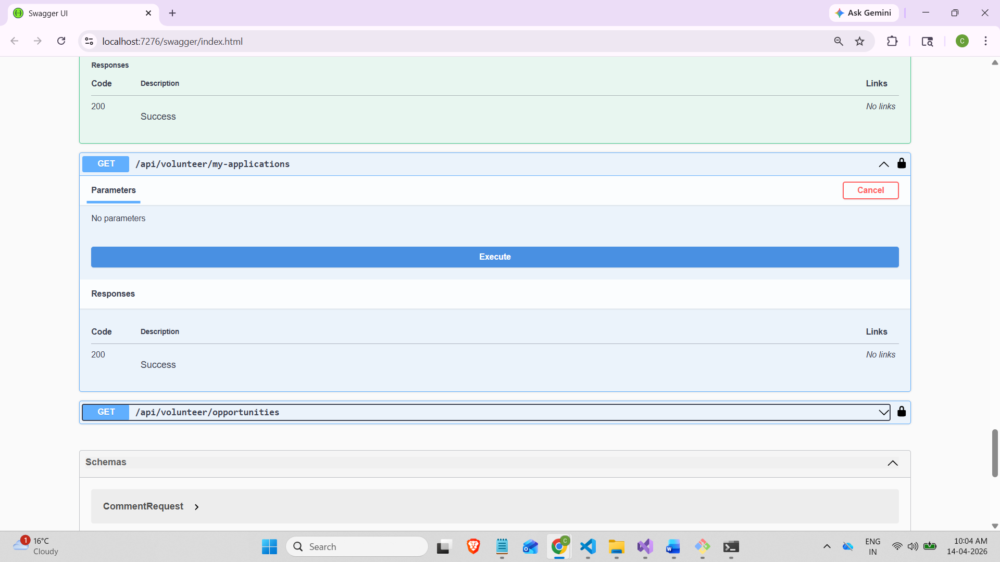 Swagger UI
Ask Gemini
localhost:7276/swagger/index.html
C
Responses
Code Description Links
200 Success No links
GET /api/volunteer/my-applications
Parameters Cancel
No parameters
Execute
Responses
Code Description Links
200 Success No links
GET /api/volunteer/opportunities
Schemas
CommentRequest
1 16°C
Cloudy
Search
C
ENG
IN
10:04 AM
14-04-2026